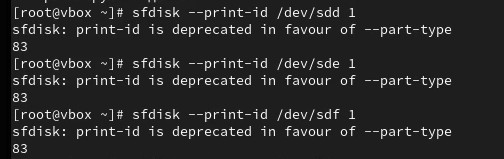 [root@vbox ~]# sfdisk --print-id /dev/sdd 1
sfdisk: print-id is deprecated in favour of --part-type
83
[root@vbox ~]# sfdisk --print-id /dev/sde 1
sfdisk: print-id is deprecated in favour of --part-type
83
[root@vbox ~]# sfdisk --print-id /dev/sdf 1
sfdisk: print-id is deprecated in favour of --part-type
83